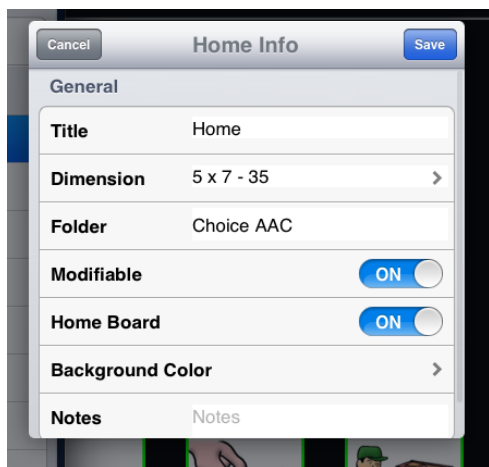 Cancel Home Info Save
General
Title Home
Dimension 5 x 7 - 35
Folder Choice AAC
Modifiable ON
Home Board ON
Background Color
Notes Notes